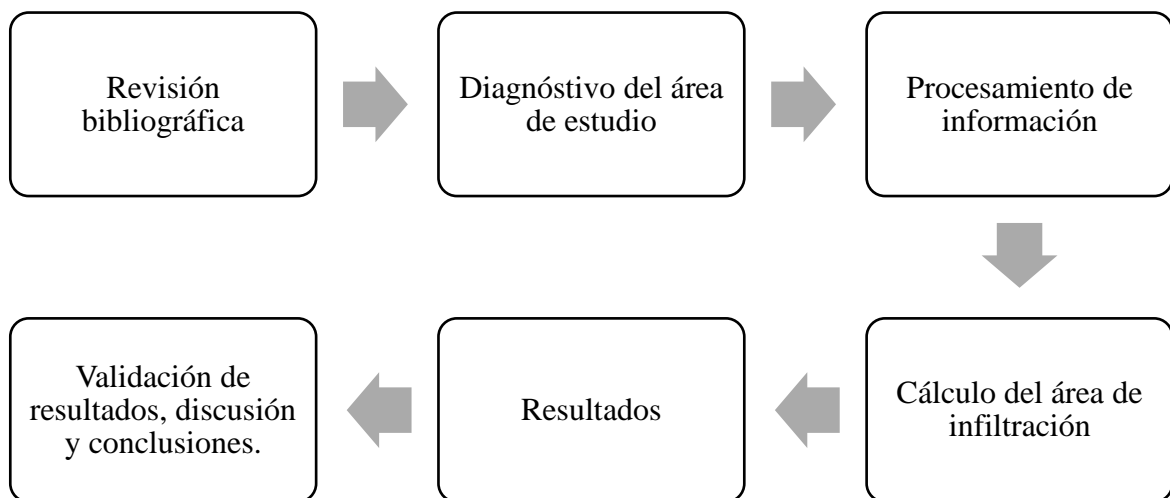 Revisión
bibliográfica
Diagnóstivo del área
de estudio
Procesamiento de
información
Cálculo del área de
infiltración
Resultados
Validación de
resultados, discusión
y conclusiones.